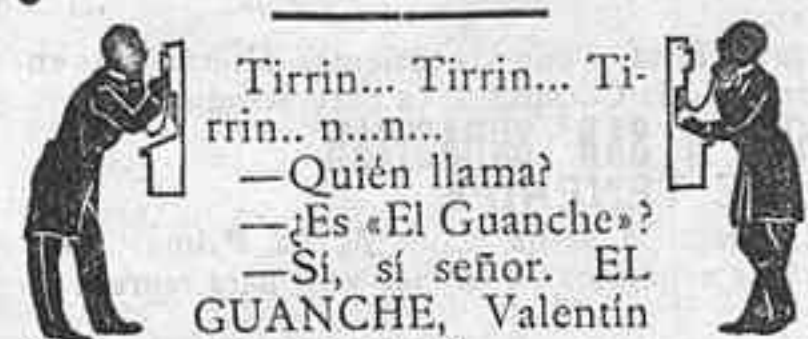 Tirrin... Tirrin... Ti-
rrin.. n...n...
—Quién llama?
—¿Es «El Guanche»?
—Sí, sí señor. EL
GUANCHE, Valentín